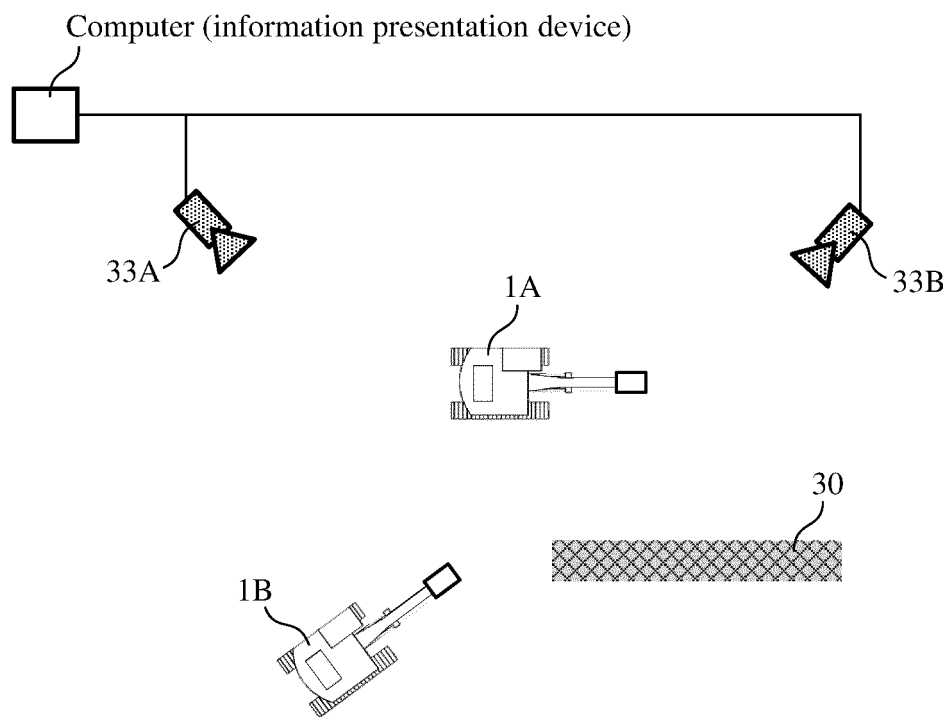 Computer (information presentation device)
33A
33B
1A
30
1B